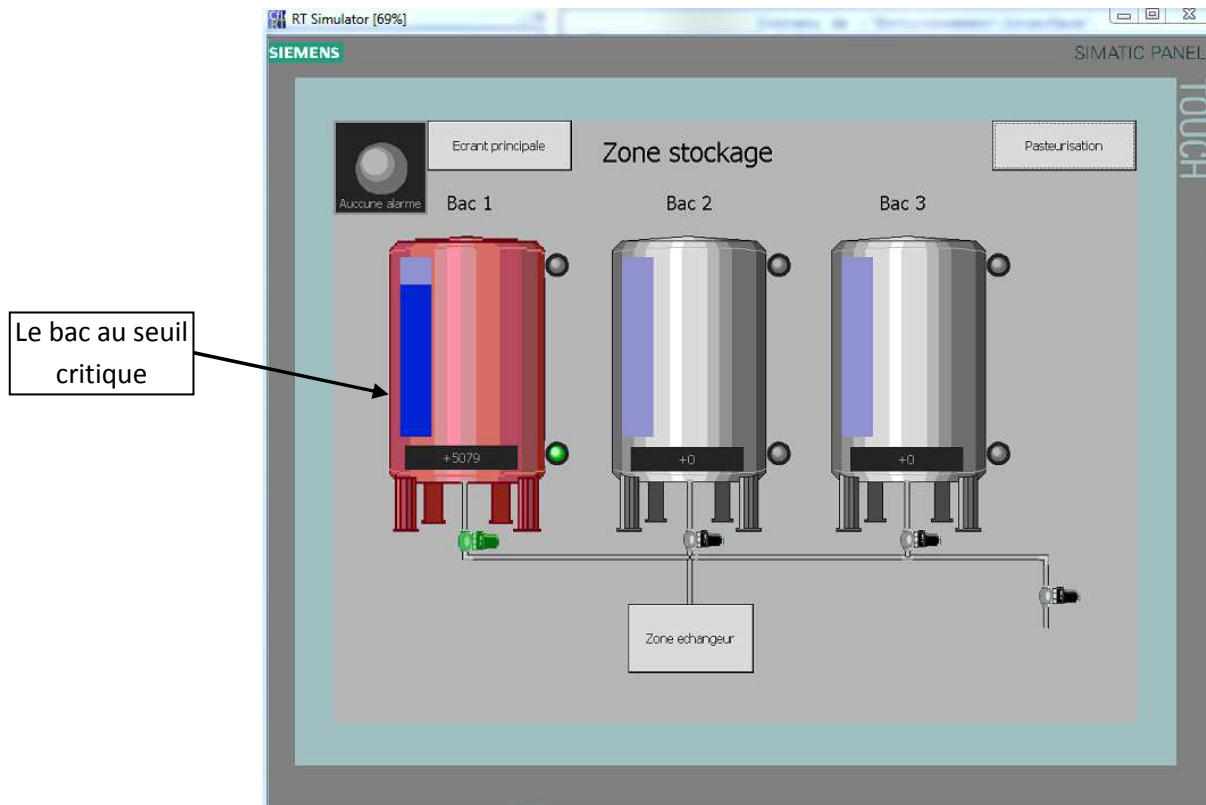 RT Simulator [69%]
SIEMENS
SIMATIC PANEL
TOUCH
Ecrant principale
Zone stockage
Pasteurisation
Auccune alarme
Bac 1
Bac 2
Bac 3
Le bac au seuil
critique
+5079
+0
+0
Zone echangeur